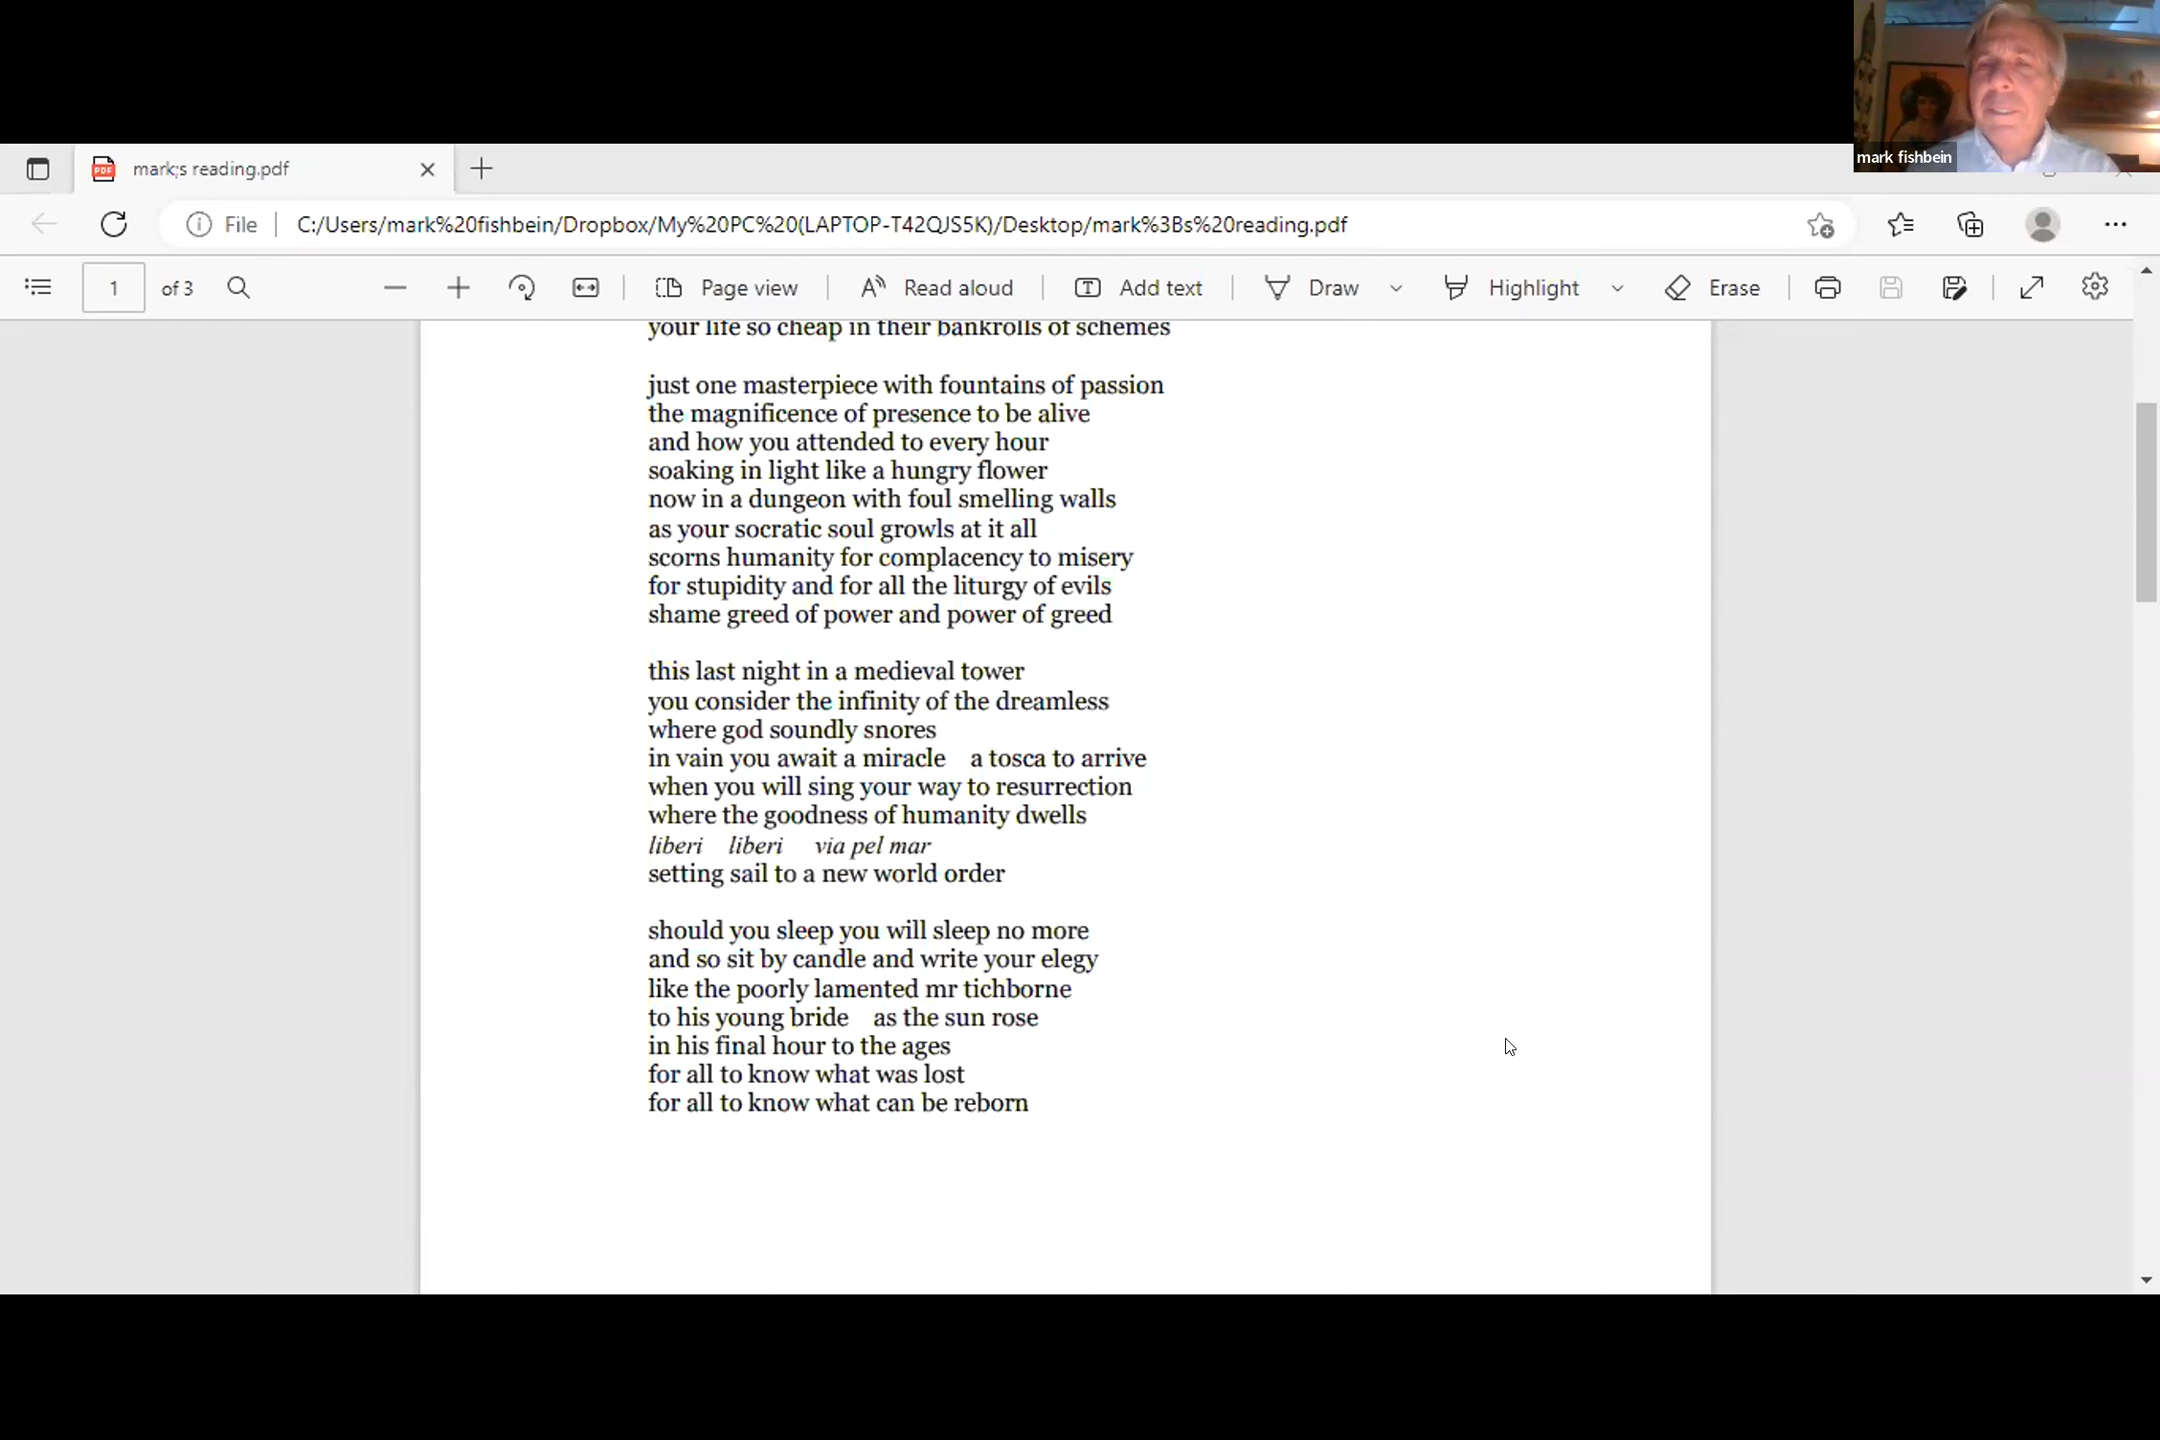 mark fishbein
mark;s reading.pdf
File
C:/Users/mark%20fishbein/Dropbox/My%20PC%20(LAPTOP-T42QJS5K)/Desktop/mark%3Bs%20reading.pdf
1 of 3
Page view
Read aloud
Add text
Draw
Highlight
Erase
your life so cheap in their bankrolls of schemes
just one masterpiece with fountains of passion
the magnificence of presence to be alive
and how you attended to every hour
soaking in light like a hungry flower
now in a dungeon with foul smelling walls
as your socratic soul growls at it all
scorns humanity for complacency to misery
for stupidity and for all the liturgy of evils
shame greed of power and power of greed
this last night in a medieval tower
you consider the infinity of the dreamless
where god soundly snores
in vain you await a miracle a tosca to arrive
when you will sing your way to resurrection
where the goodness of humanity dwells
liberi liberi via pel mar
setting sail to a new world order
should you sleep you will sleep no more
and so sit by candle and write your elegy
like the poorly lamented mr tichborne
to his young bride as the sun rose
in his final hour to the ages
for all to know what was lost
for all to know what can be reborn